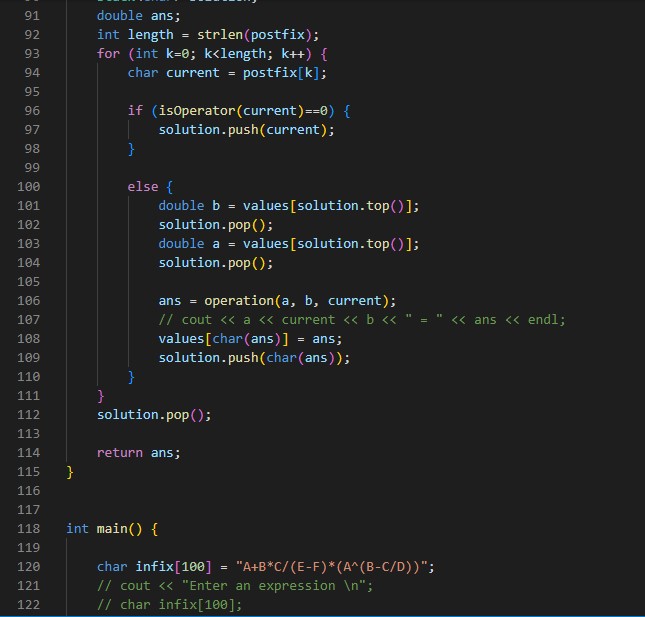 91 double ans;
92 int length = strlen(postfix);
93 for (int k=0; k<length; k++) {
94 char current = postfix[k];
95
96 if (isOperator(current)==0) {
97 solution.push(current);
98 }
99
100 else {
101 double b = values[solution.top()];
102 solution.pop();
103 double a = values[solution.top()];
104 solution.pop();
105
106 ans = operation(a, b, current);
107 // cout << a << current << b << " = " << ans << endl;
108 values[char(ans)] = ans;
109 solution.push(char(ans));
110 }
111 }
112 solution.pop();
113
114 return ans;
115 }
116
117
118 int main() {
119
120 char infix[100] = "A+B*C/(E-F)*(A^(B-C/D))";
121 // cout << "Enter an expression \n";
122 // char infix[100];